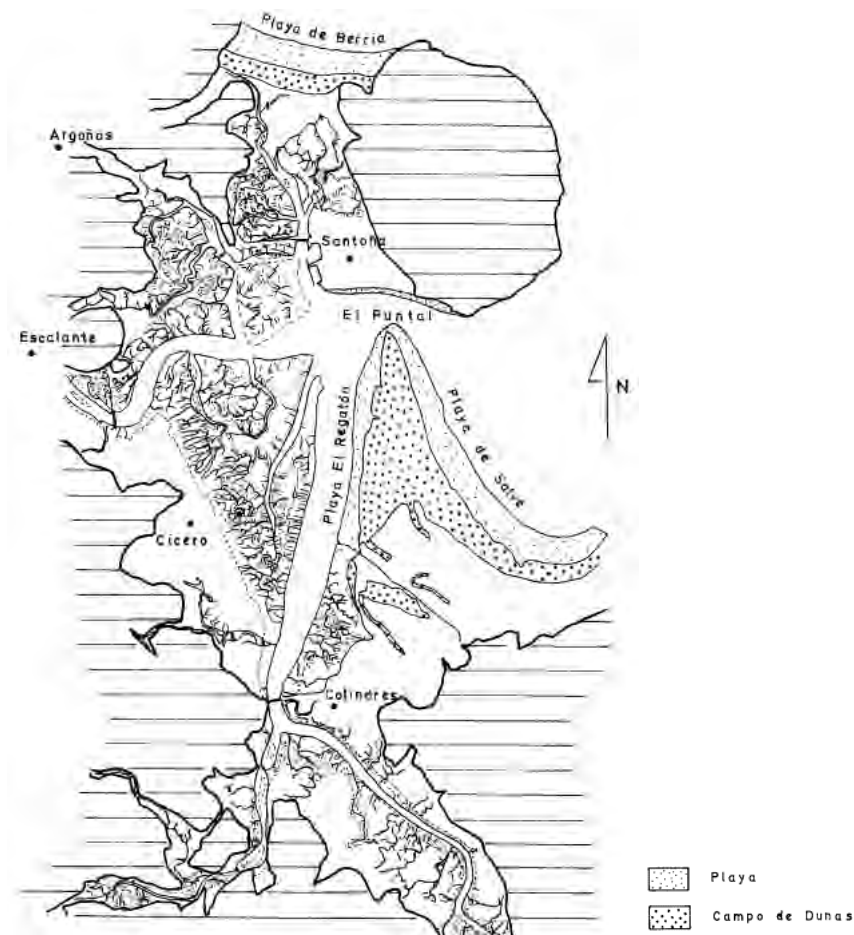 Playa de Berria
Argoños
Santoña
El Puntal
Escalante
N
Playa El Regatón
Playa de Salvé
Cicero
Colindres
Playa
Campo de Dunas